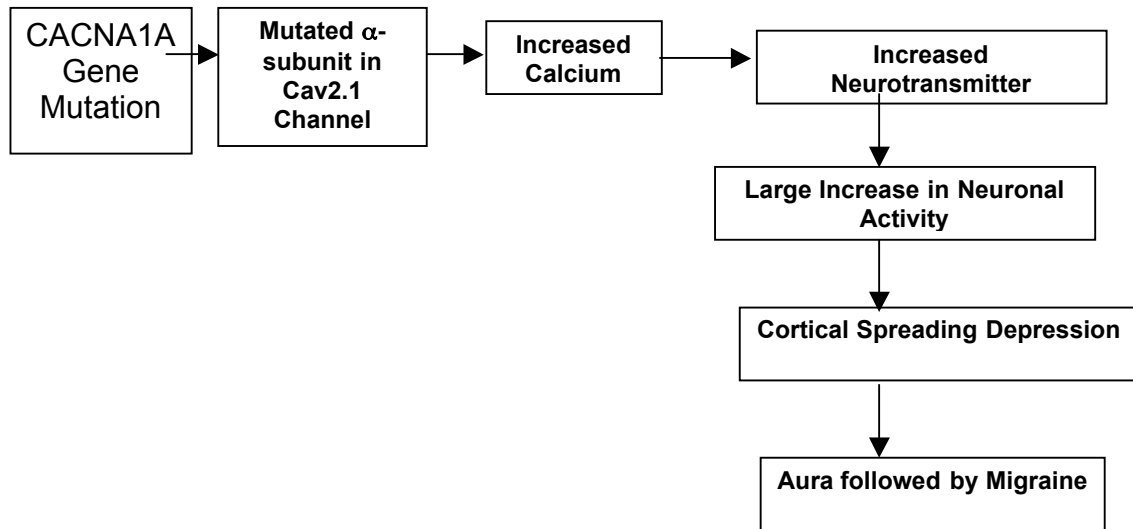 CACNA1A
Gene
Mutation
Mutated α-
subunit in
Cav2.1
Channel
Increased
Calcium
Increased
Neurotransmitter
Large Increase in Neuronal
Activity
Cortical Spreading Depression
Aura followed by Migraine